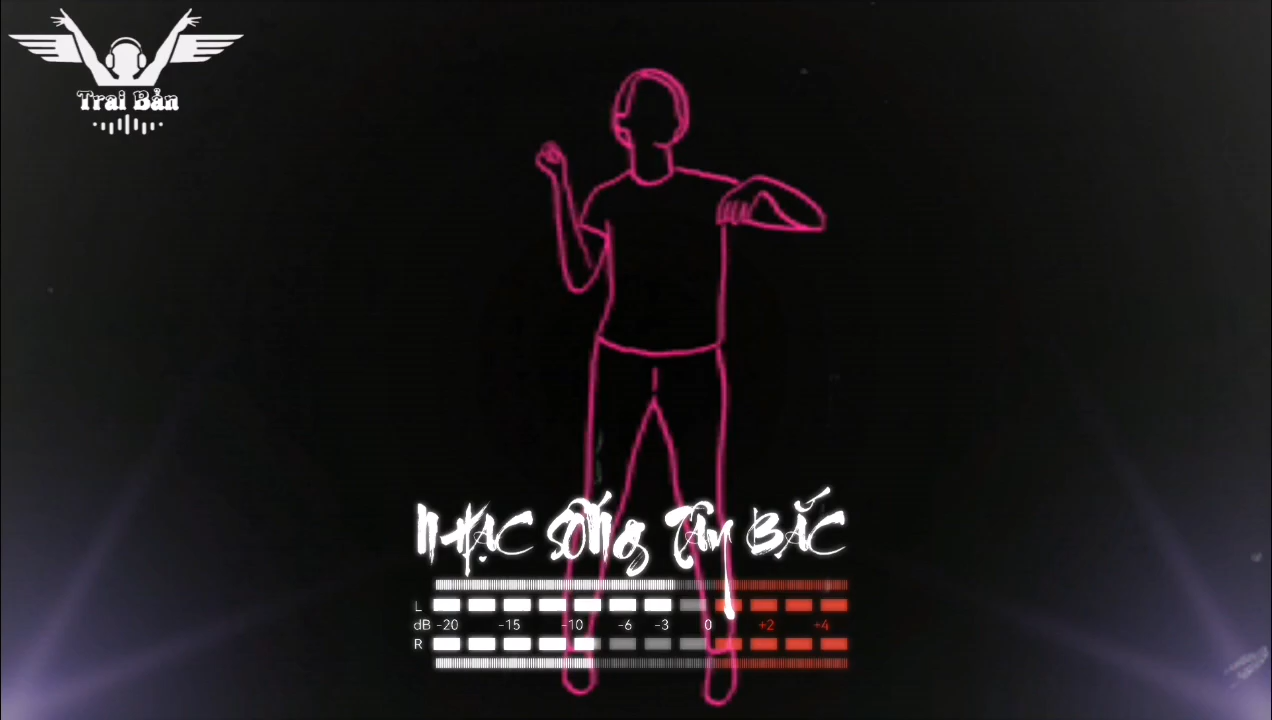 Trai Bản
NHẠC SỐNG TÂY BẮC
L
dB -20 -15 -10 -6 -3 0 +2 +4
R